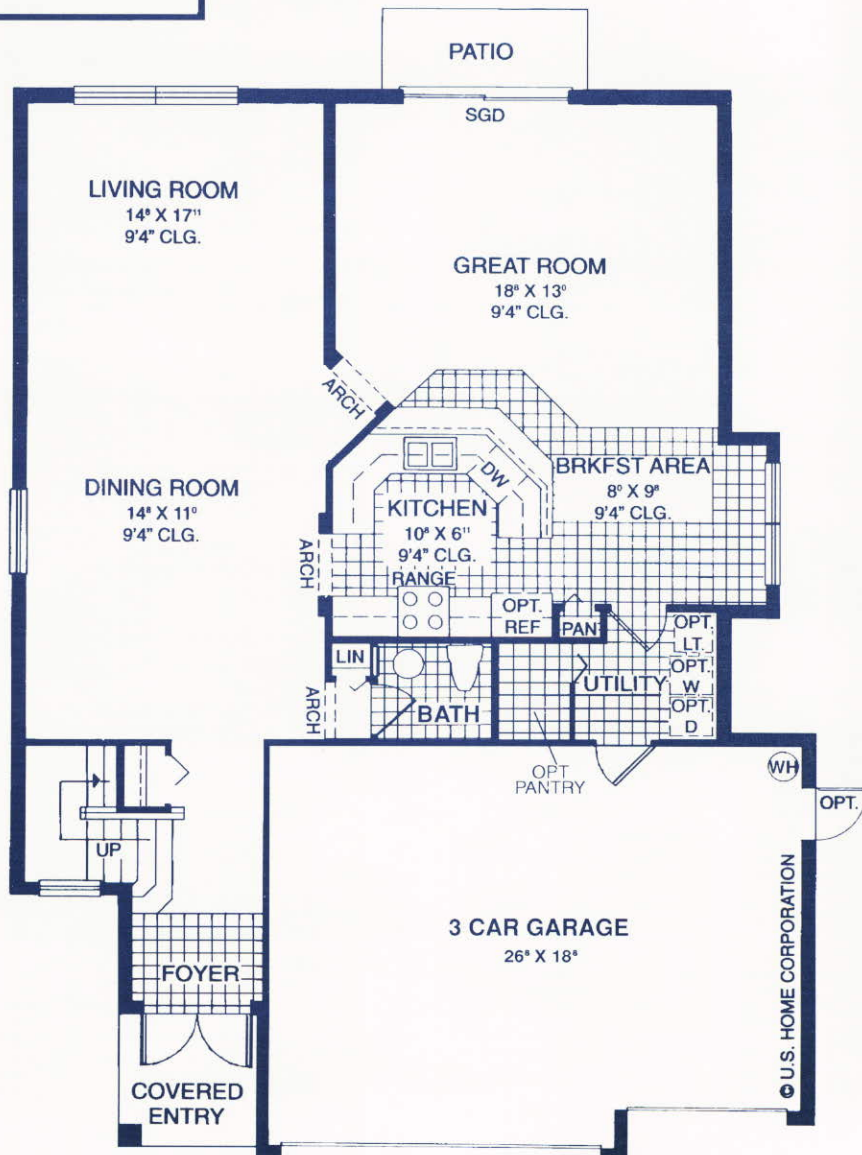 PATIO
SGD
LIVING ROOM
14⁸ X 17¹¹
9'4" CLG.
GREAT ROOM
18⁸ X 13⁰
9'4" CLG.
ARCH
DINING ROOM
14⁸ X 11⁰
9'4" CLG.
DW
BRKFST AREA
8⁰ X 9⁸
9'4" CLG.
KITCHEN
10⁸ X 6¹¹
9'4" CLG.
ARCH
RANGE
OPT.
REF
PAN
OPT.
LT.
LIN
UTILITY
OPT.
W
ARCH
BATH
OPT.
D
OPT
PANTRY
WH
OPT.
UP
3 CAR GARAGE
26⁸ X 18⁸
FOYER
COVERED
ENTRY
© U.S. HOME CORPORATION